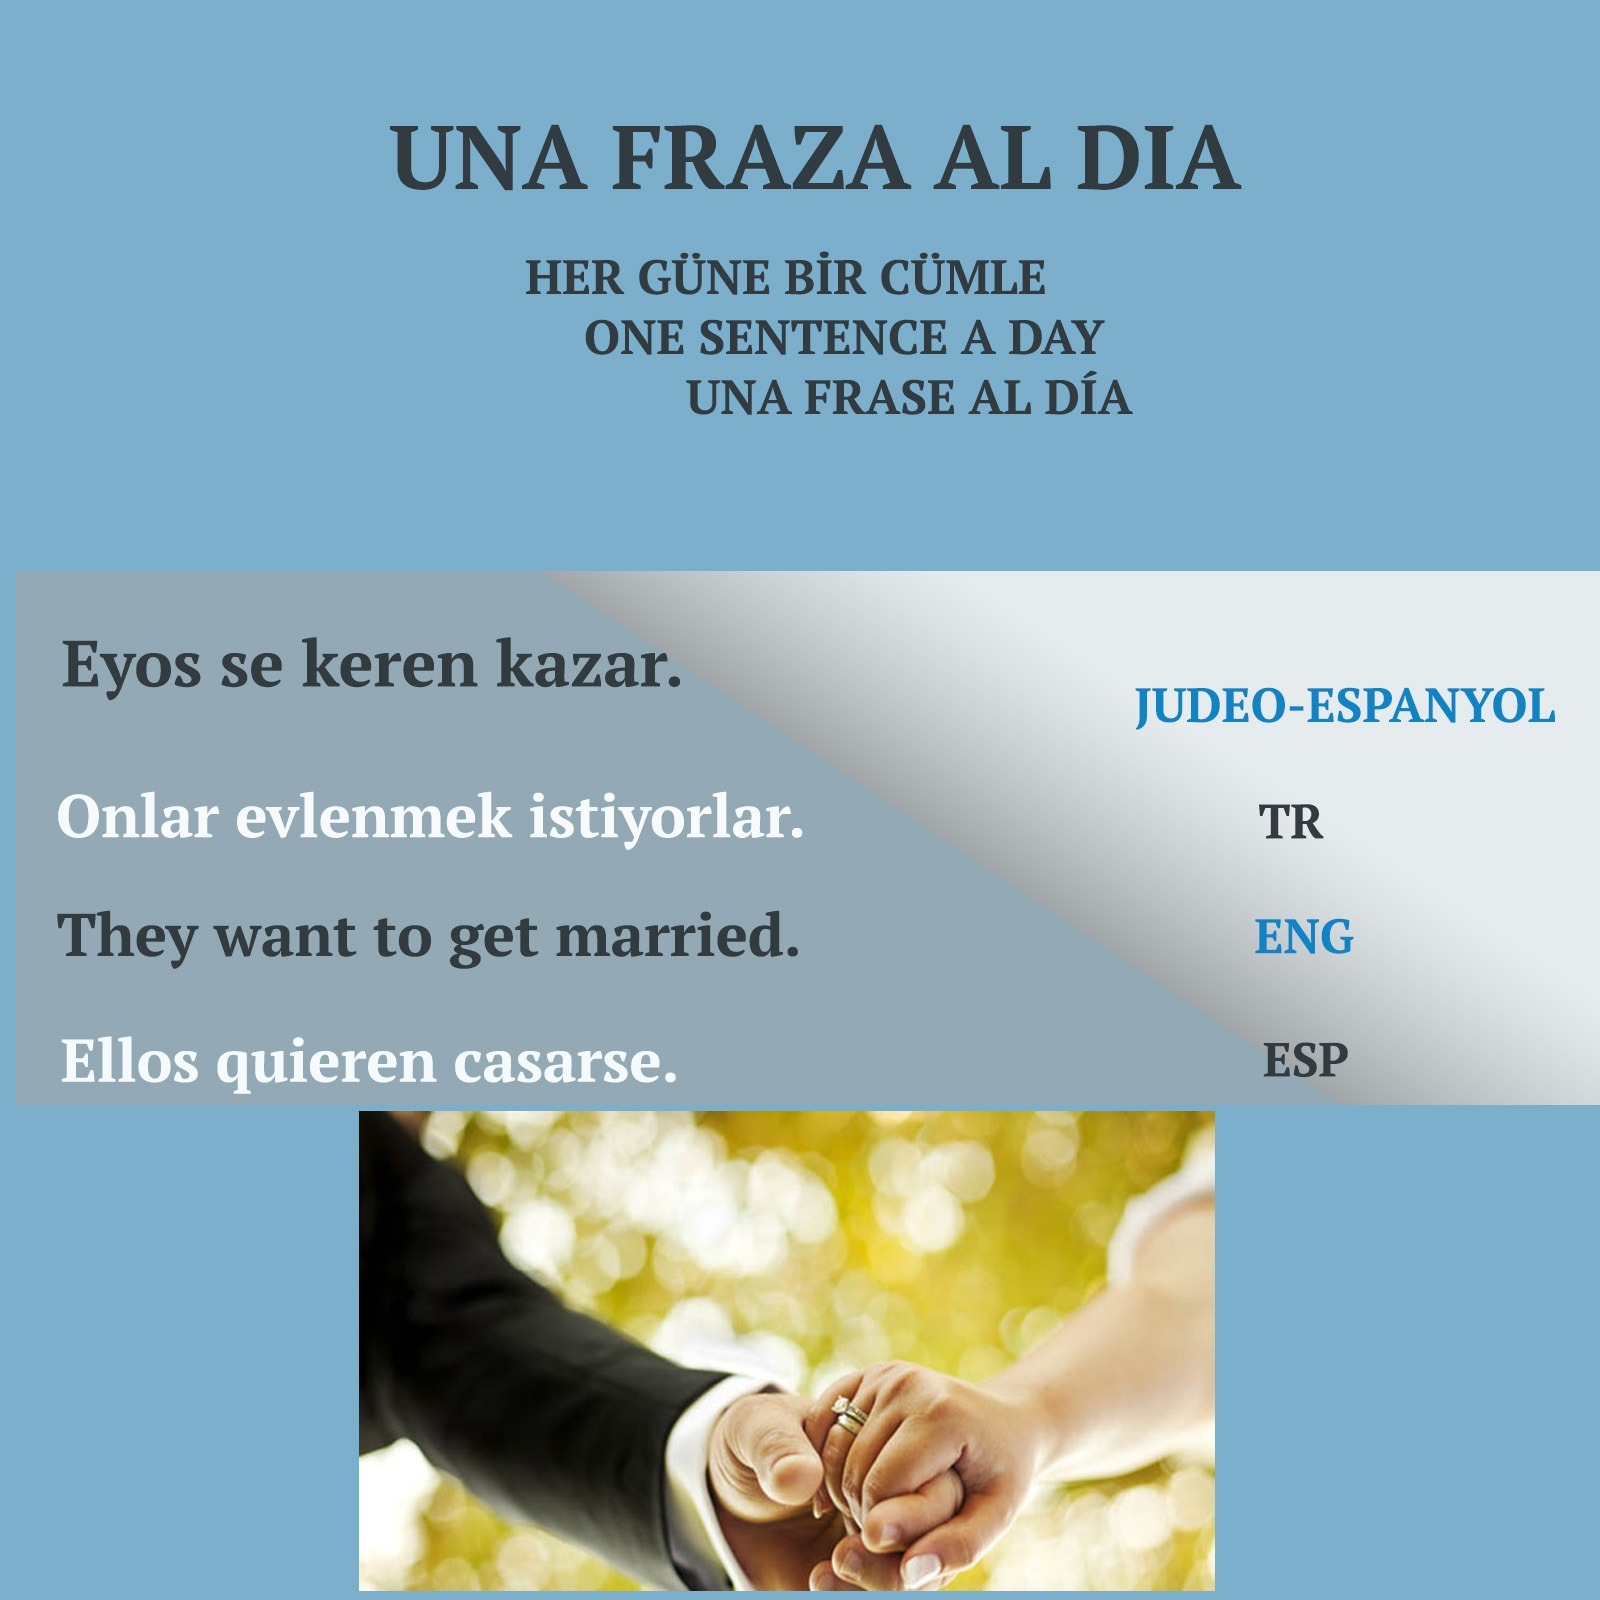 UNA FRAZA AL DIA
HER GÜNE BİR CÜMLE
ONE SENTENCE A DAY
UNA FRASE AL DÍA
Eyos se keren kazar.
JUDEO-ESPANYOL
Onlar evlenmek istiyorlar.
TR
They want to get married.
ENG
Ellos quieren casarse.
ESP